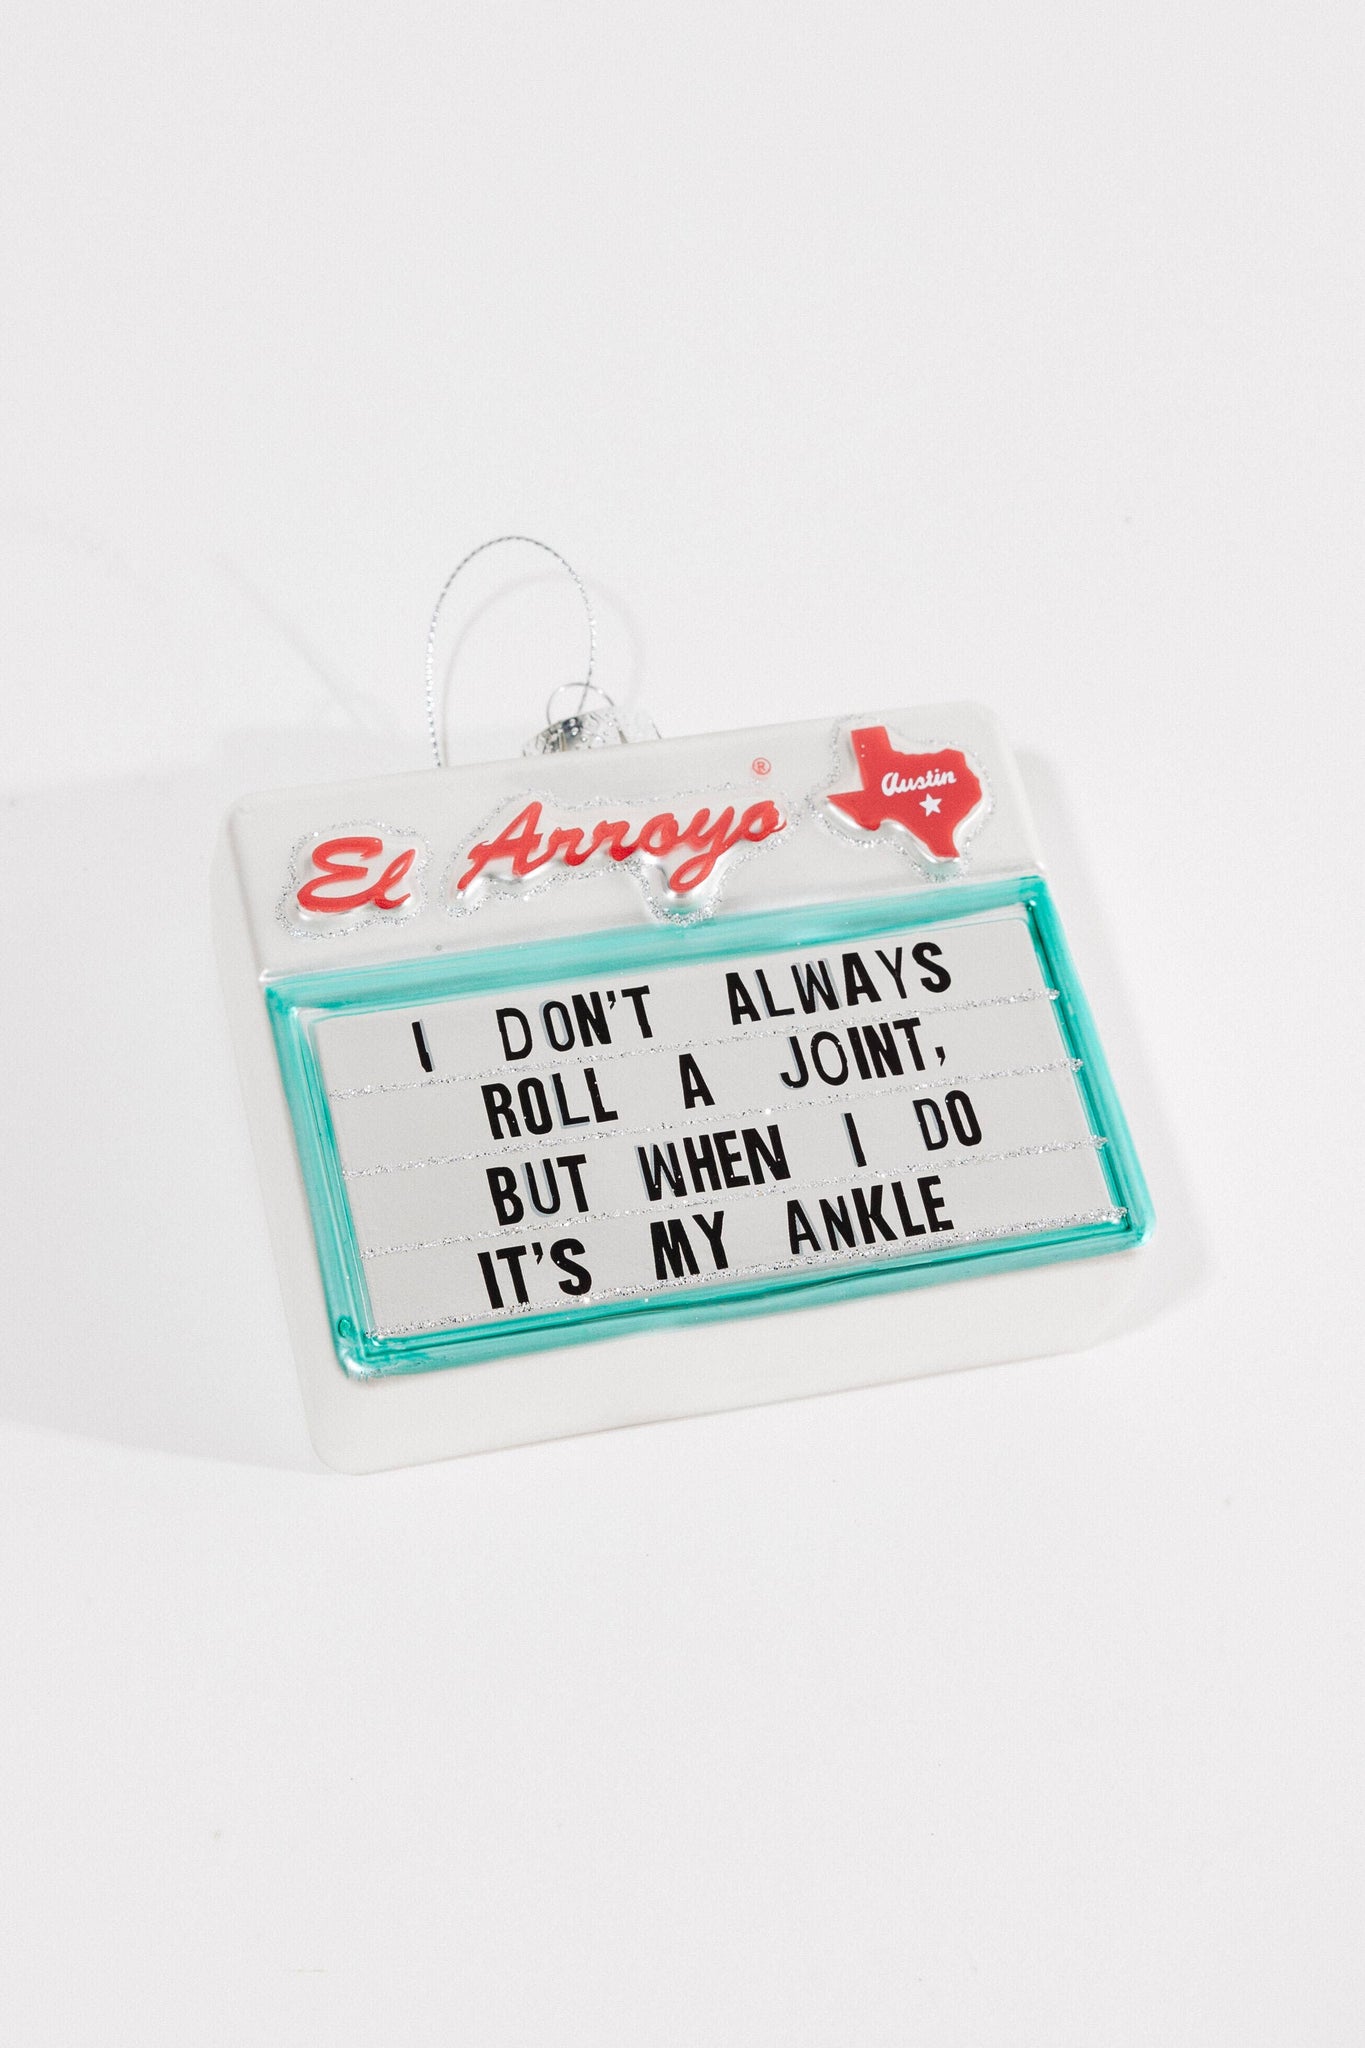 El Arroyo ®
Austin
I DON'T ALWAYS
ROLL A JOINT,
BUT WHEN I DO
IT'S MY ANKLE